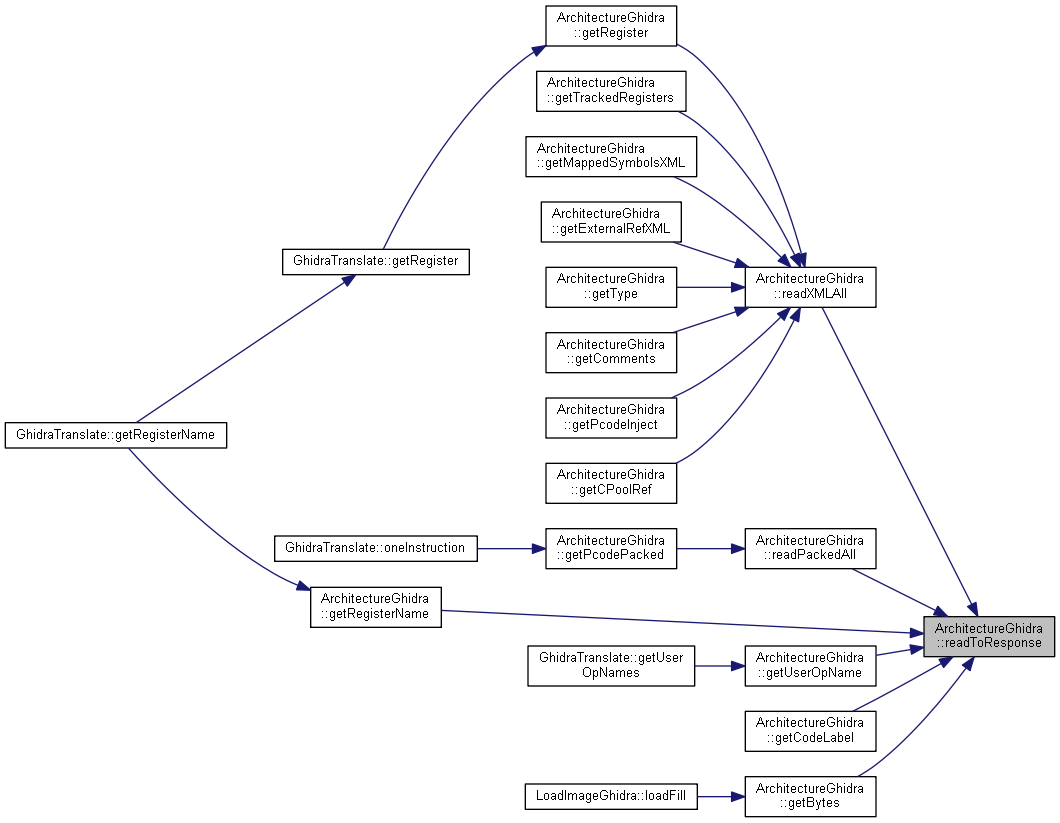 ArchitectureGhidra
::getRegister
ArchitectureGhidra
::getTrackedRegisters
ArchitectureGhidra
::getMappedSymbolsXML
ArchitectureGhidra
::getExternalRefXML
GhidraTranslate::getRegister
ArchitectureGhidra
::getType
ArchitectureGhidra
::readXMLAll
ArchitectureGhidra
::getComments
ArchitectureGhidra
::getPcodeInject
GhidraTranslate::getRegisterName
ArchitectureGhidra
::getCPoolRef
GhidraTranslate::oneInstruction
ArchitectureGhidra
::getPcodePacked
ArchitectureGhidra
::readPackedAll
ArchitectureGhidra
::getRegisterName
ArchitectureGhidra
::readToResponse
GhidraTranslate::getUser
OpNames
ArchitectureGhidra
::getUserOpName
ArchitectureGhidra
::getCodeLabel
LoadImageGhidra::loadFill
ArchitectureGhidra
::getBytes